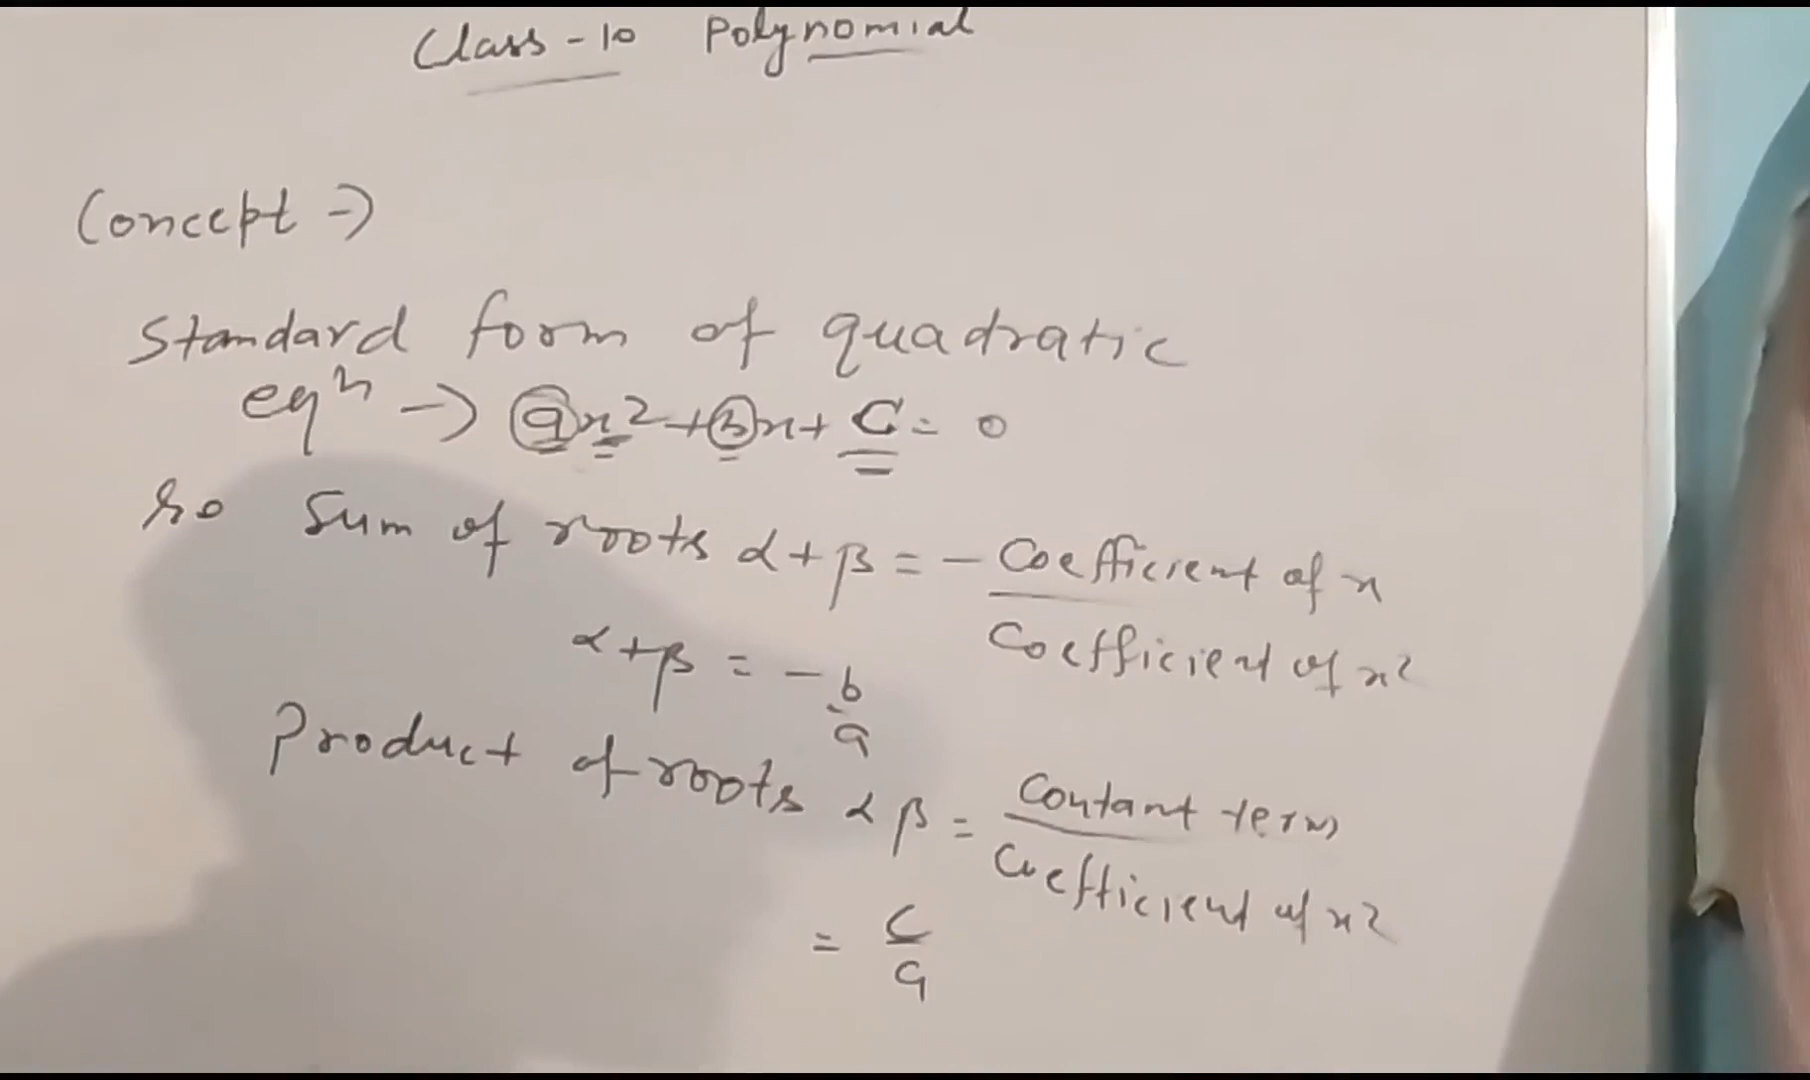 Class-10 Polynomial
Concept →
Standard form of quadratic
eqⁿ → ax²+bx+C=0
so Sum of roots α+β = - Coefficient of x / Coefficient of x²
α+β = - b/a
Product of roots αβ = Contant term / Coefficient of x²
= c/a